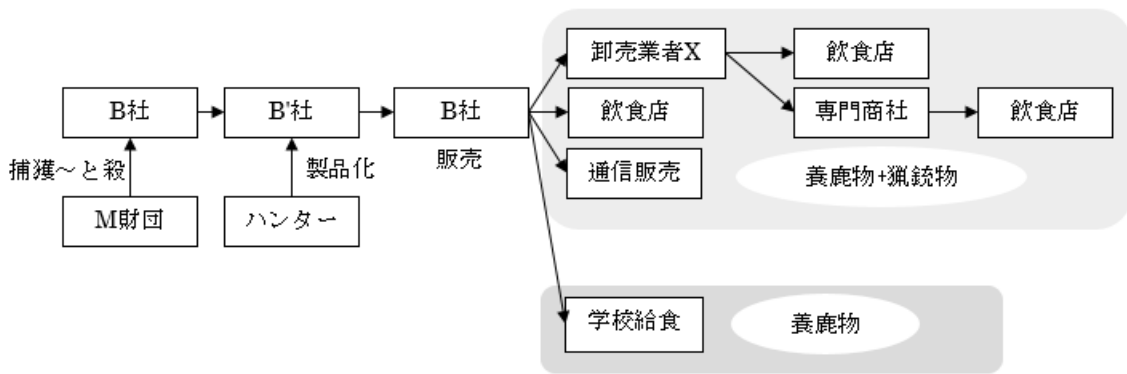 卸売業者X
飲食店
B社
B'社
B社
飲食店
専門商社
飲食店
捕獲～と殺
製品化
販売
通信販売
養鹿物+猟銃物
M財団
ハンター
学校給食
養鹿物